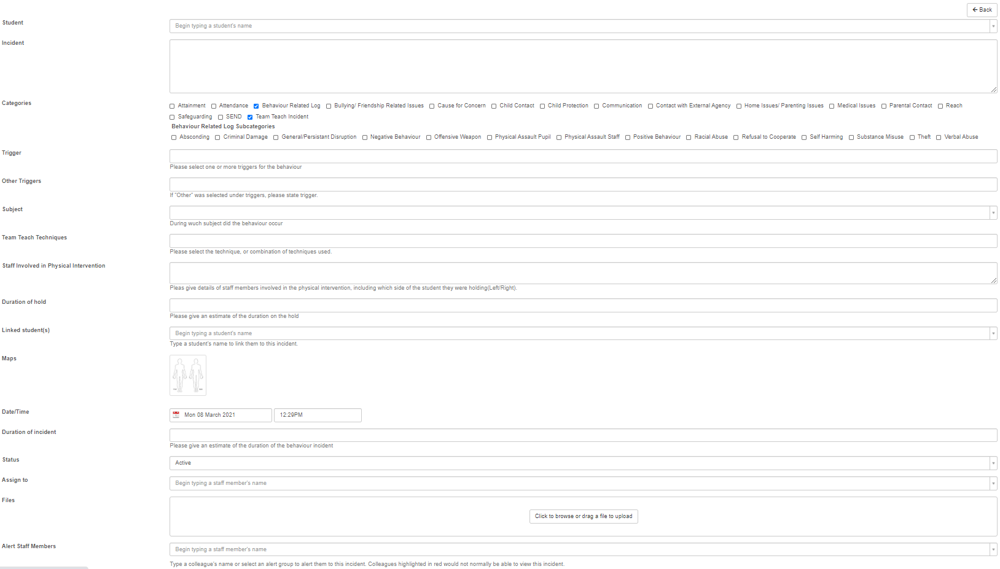 Back
Student
Begin typing a student's name
Incident
Categories
Attainment Attendance Behaviour Related Log Bullying/ Friendship Related Issues Cause for Concern Child Contact Child Protection Communication Contact with External Agency Home Issues/ Parenting Issues Medical Issues Parental Contact Reach
Safeguarding SEND Team Teach Incident
Behaviour Related Log Subcategories
Absconding Criminal Damage General/Persistant Disruption Negative Behaviour Offensive Weapon Physical Assault Pupil Physical Assault Staff Positive Behaviour Racial Abuse Refusal to Cooperate Self Harming Substance Misuse Theft Verbal Abuse
Trigger
Please select one or more triggers for the behaviour
Other Triggers
If "Other" was selected under triggers, please state trigger.
Subject
During wuch subject did the behaviour occur
Team Teach Techniques
Please select the technique, or combination of techniques used.
Staff Involved in Physical Intervention
Pleas give details of staff members involved in the physical intervention, including which side of the student they were holding(Left/Right).
Duration of hold
Please give an estimate of the duration on the hold
Linked student(s)
Begin typing a student's name
Type a student's name to link them to this incident.
Maps
Date/Time
Mon 08 March 2021 12:29PM
Duration of incident
Please give an estimate of the duration of the behaviour incident
Status
Active
Assign to
Begin typing a staff member's name
Files
Click to browse or drag a file to upload
Alert Staff Members
Begin typing a staff member's name
Type a colleague's name or select an alert group to alert them to this incident. Colleagues highlighted in red would not normally be able to view this incident.